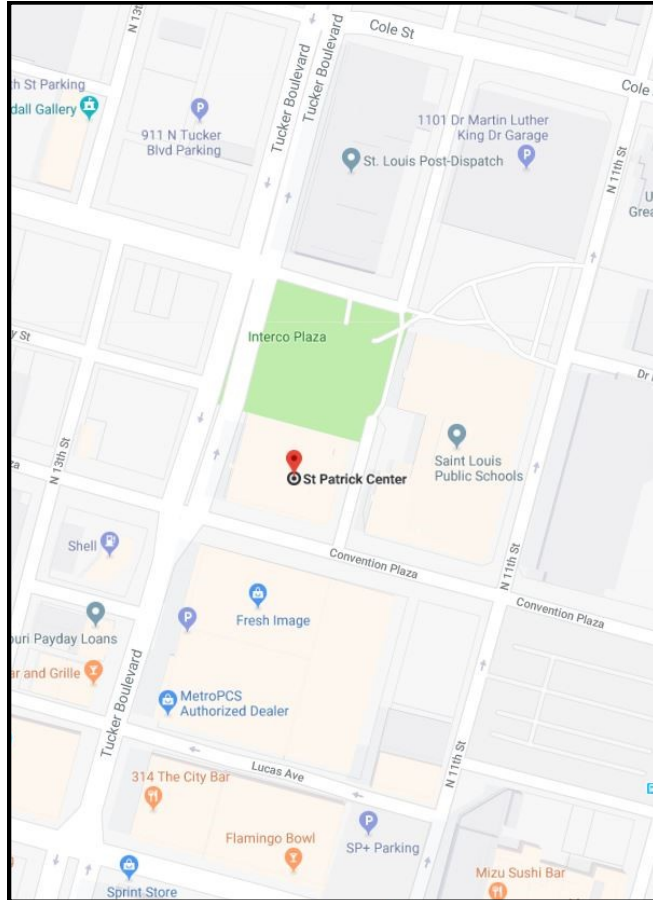 N 13th
Cole St
Cole
th St Parking
dall Gallery
911 N Tucker
Blvd Parking
Tucker Boulevard
Tucker Boulevard
1101 Dr Martin Luther
King Dr Garage
St. Louis Post-Dispatch
N 11th St
U
Grea
Interco Plaza
y St
Dr
N 13th St
za
Saint Louis
Public Schools
St Patrick Center
Shell
Convention Plaza
N 11th St
Convention Plaza
Fresh Image
ouri Payday Loans
ar and Grille
Tucker Boulevard
MetroPCS
Authorized Dealer
Lucas Ave
N 11th St
314 The City Bar
Flamingo Bowl
SP+ Parking
Sprint Store
Mizu Sushi Bar